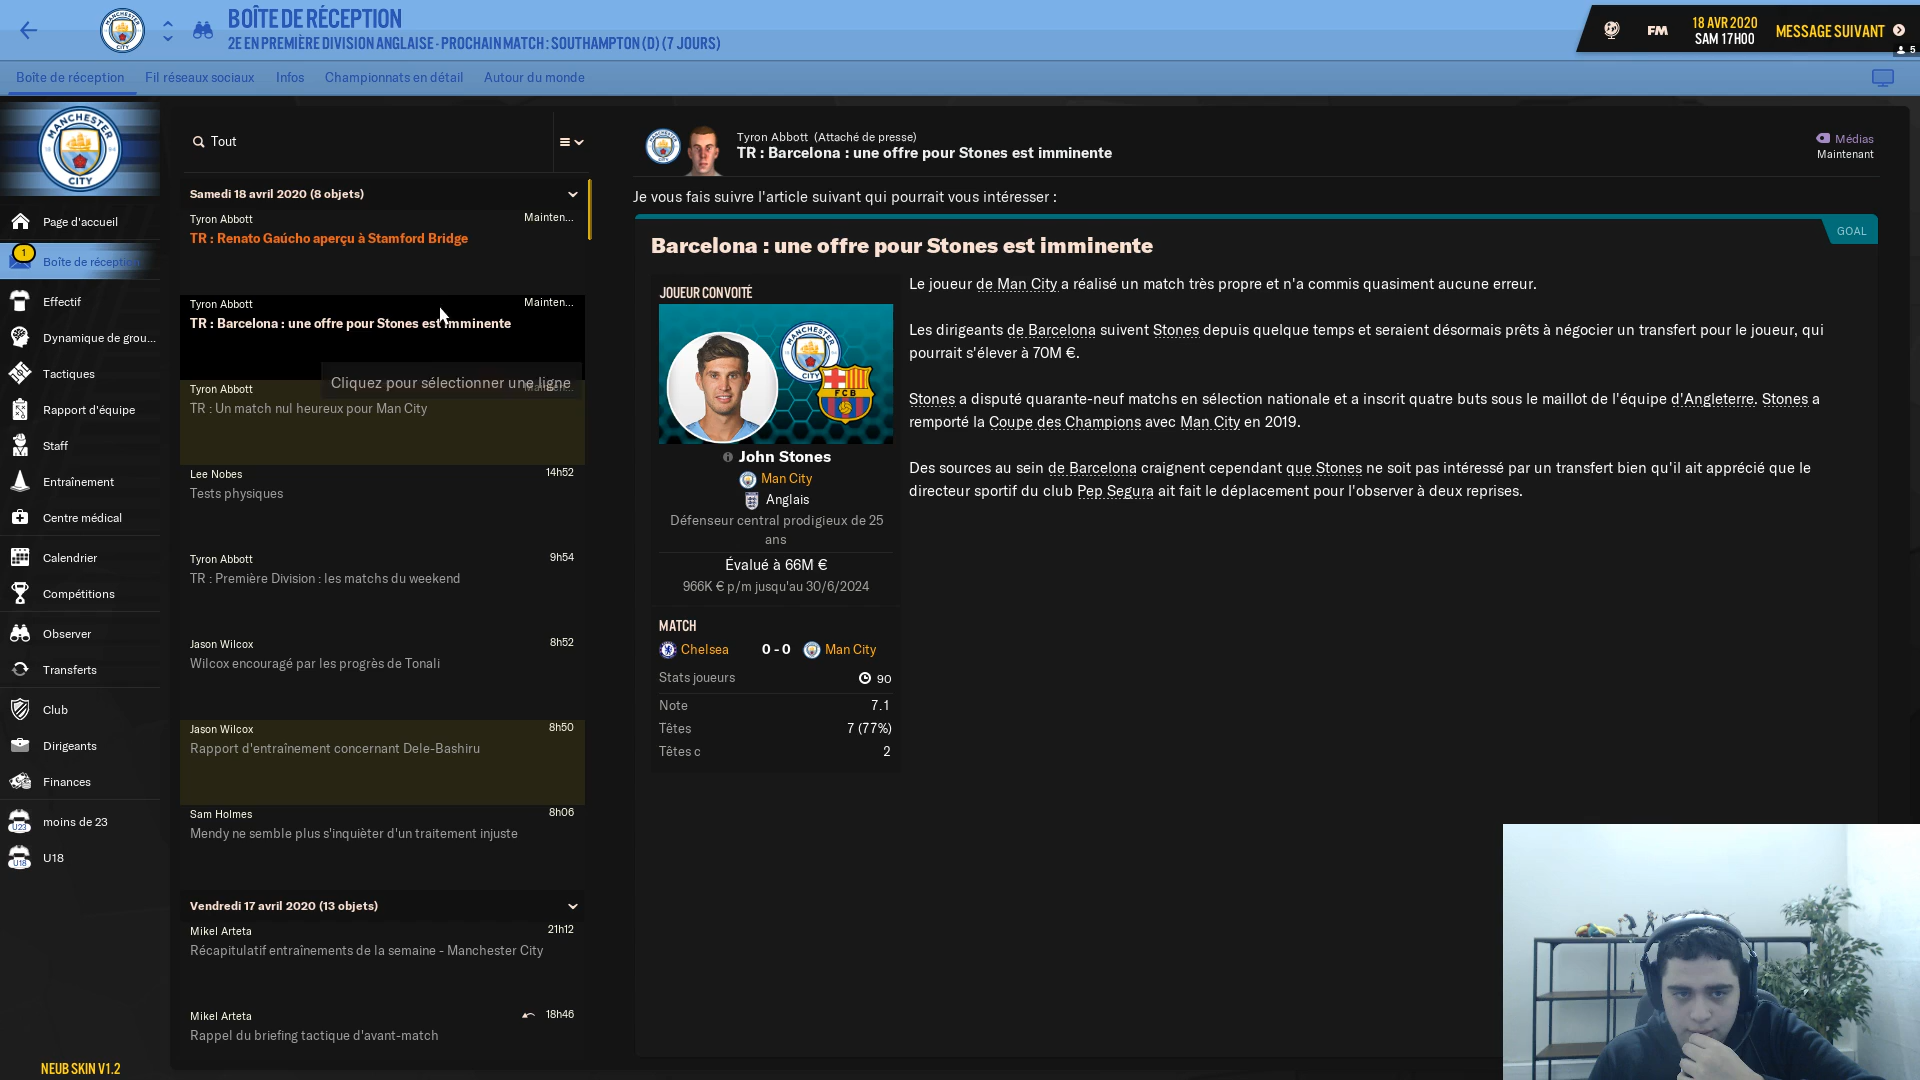 BOÎTE DE RÉCEPTION
2E EN PREMIÈRE DIVISION ANGLAISE · PROCHAIN MATCH : SOUTHAMPTON (D) (7 JOURS)
FM
18 AVR 2020
SAM 17H00
MESSAGE SUIVANT
5
Boîte de réception
Fil réseaux sociaux
Infos
Championnats en détail
Autour du monde
MANCHESTER
CITY
Page d'accueil
1
Boîte de réception
Effectif
Dynamique de grou...
Tactiques
Rapport d'équipe
Staff
Entraînement
Centre médical
Calendrier
Compétitions
Observer
Transferts
Club
Dirigeants
Finances
U23
moins de 23
U18
U18
NEUB SKIN V1.2
Tout
Samedi 18 avril 2020 (8 objets)
Tyron Abbott
Mainten...
TR : Renato Gaúcho aperçu à Stamford Bridge
Tyron Abbott
Mainten...
TR : Barcelona : une offre pour Stones est imminente
Cliquez pour sélectionner une ligne
Tyron Abbott
TR : Un match nul heureux pour Man City
Lee Nobes
14h52
Tests physiques
Tyron Abbott
9h54
TR : Première Division : les matchs du weekend
Jason Wilcox
8h52
Wilcox encouragé par les progrès de Tonali
Jason Wilcox
8h50
Rapport d'entraînement concernant Dele-Bashiru
Sam Holmes
8h06
Mendy ne semble plus s'inquièter d'un traitement injuste
Vendredi 17 avril 2020 (13 objets)
Mikel Arteta
21h12
Récapitulatif entraînements de la semaine - Manchester City
Mikel Arteta
18h46
Rappel du briefing tactique d'avant-match
Tyron Abbott (Attaché de presse)
TR : Barcelona : une offre pour Stones est imminente
Médias
Maintenant
Je vous fais suivre l'article suivant qui pourrait vous intéresser :
GOAL
Barcelona : une offre pour Stones est imminente
JOUEUR CONVOITÉ
FCB
John Stones
Man City
Anglais
Défenseur central prodigieux de 25
ans
Évalué à 66M €
966K € p/m jusqu'au 30/6/2024
MATCH
Chelsea 0 - 0 Man City
Stats joueurs 90
Note 7.1
Têtes 7 (77%)
Têtes c 2
Le joueur de Man City a réalisé un match très propre et n'a commis quasiment aucune erreur.
Les dirigeants de Barcelona suivent Stones depuis quelque temps et seraient désormais prêts à négocier un transfert pour le joueur, qui
pourrait s'élever à 70M €.
Stones a disputé quarante-neuf matchs en sélection nationale et a inscrit quatre buts sous le maillot de l'équipe d'Angleterre. Stones a
remporté la Coupe des Champions avec Man City en 2019.
Des sources au sein de Barcelona craignent cependant que Stones ne soit pas intéressé par un transfert bien qu'il ait apprécié que le
directeur sportif du club Pep Segura ait fait le déplacement pour l'observer à deux reprises.